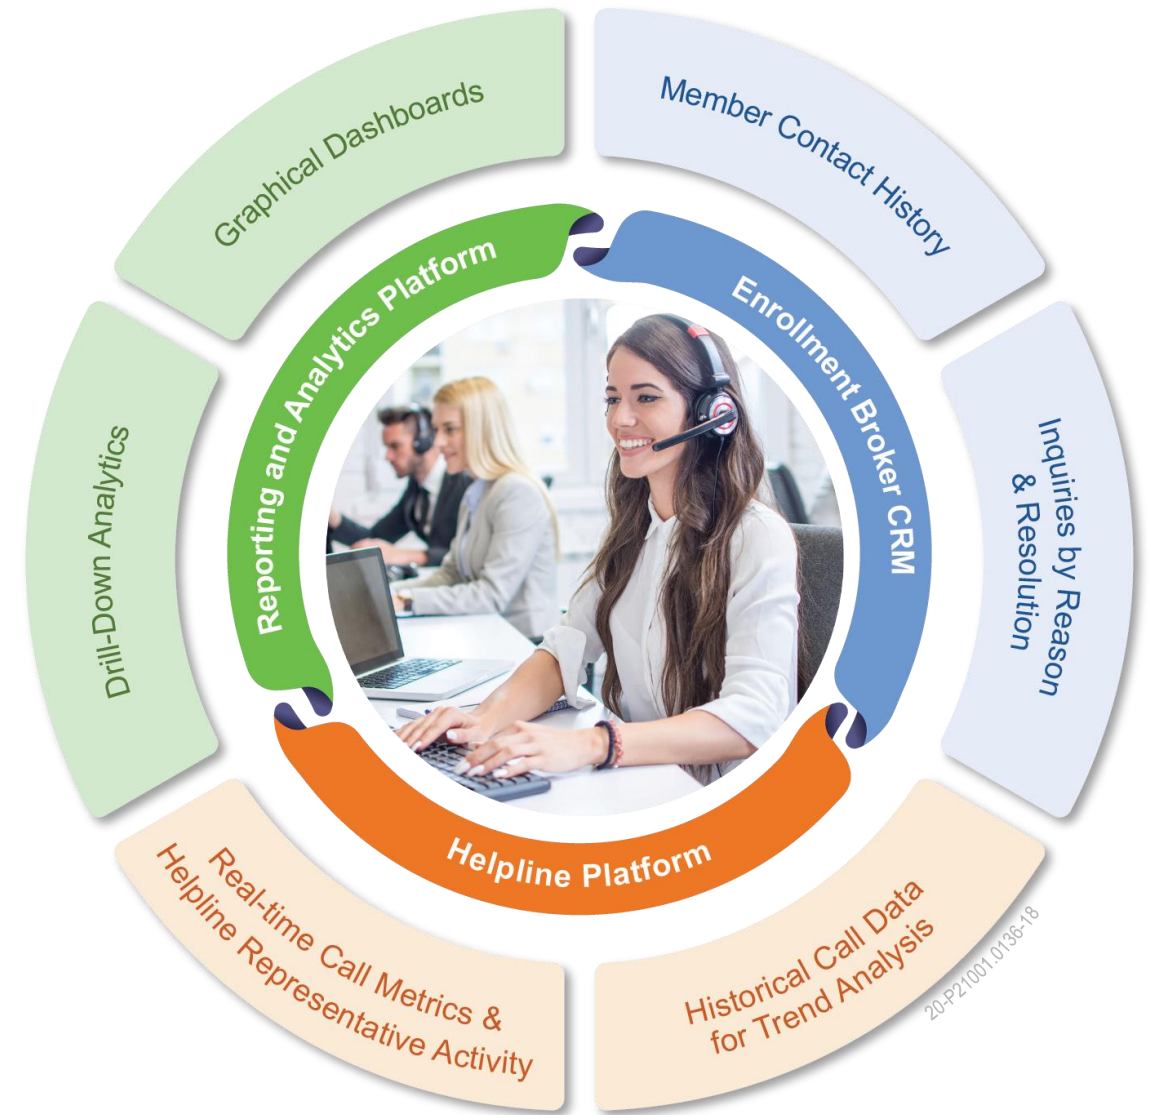 Graphical Dashboards
Member Contact History
Reporting and Analytics Platform
Enrollment Broker CRM
Drill-Down Analytics
Inquiries by Reason
& Resolution
Helpline Platform
Real-time Call Metrics &
Helpline Representative Activity
Historical Call Data
for Trend Analysis
20-P21001.0136-18